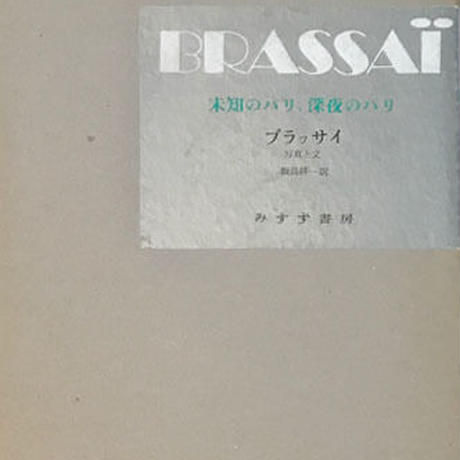 BRASSAÏ
未知のパリ、深夜のパリ
ブラッサイ
写真と文
飯島耕一訳
みすず書房